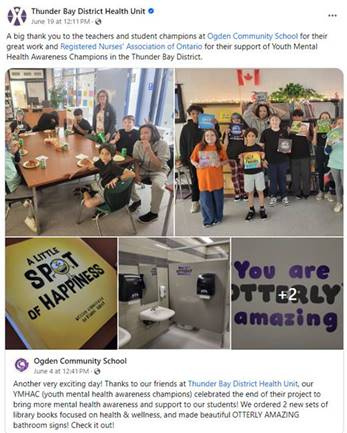 Thunder Bay District Health Unit
June 19 at 12:11 PM ·
A big thank you to the teachers and student champions at Ogden Community School for their
great work and Registered Nurses' Association of Ontario for their support of Youth Mental
Health Awareness Champions in the Thunder Bay District.
A LITTLE
SPOT
OF HAPPINESS
OTTERLY
You are
OTTERLY
amazing
+2
Ogden Community School
June 4 at 12:41 PM ·
Another very exciting day! Thanks to our friends at Thunder Bay District Health Unit, our
YMHAC (youth mental health awareness champions) celebrated the end of their project to
bring more mental health awareness and support to our students! We ordered 2 new sets of
library books focused on health & wellness, and made beautiful OTTERLY AMAZING
bathroom signs! Check it out!